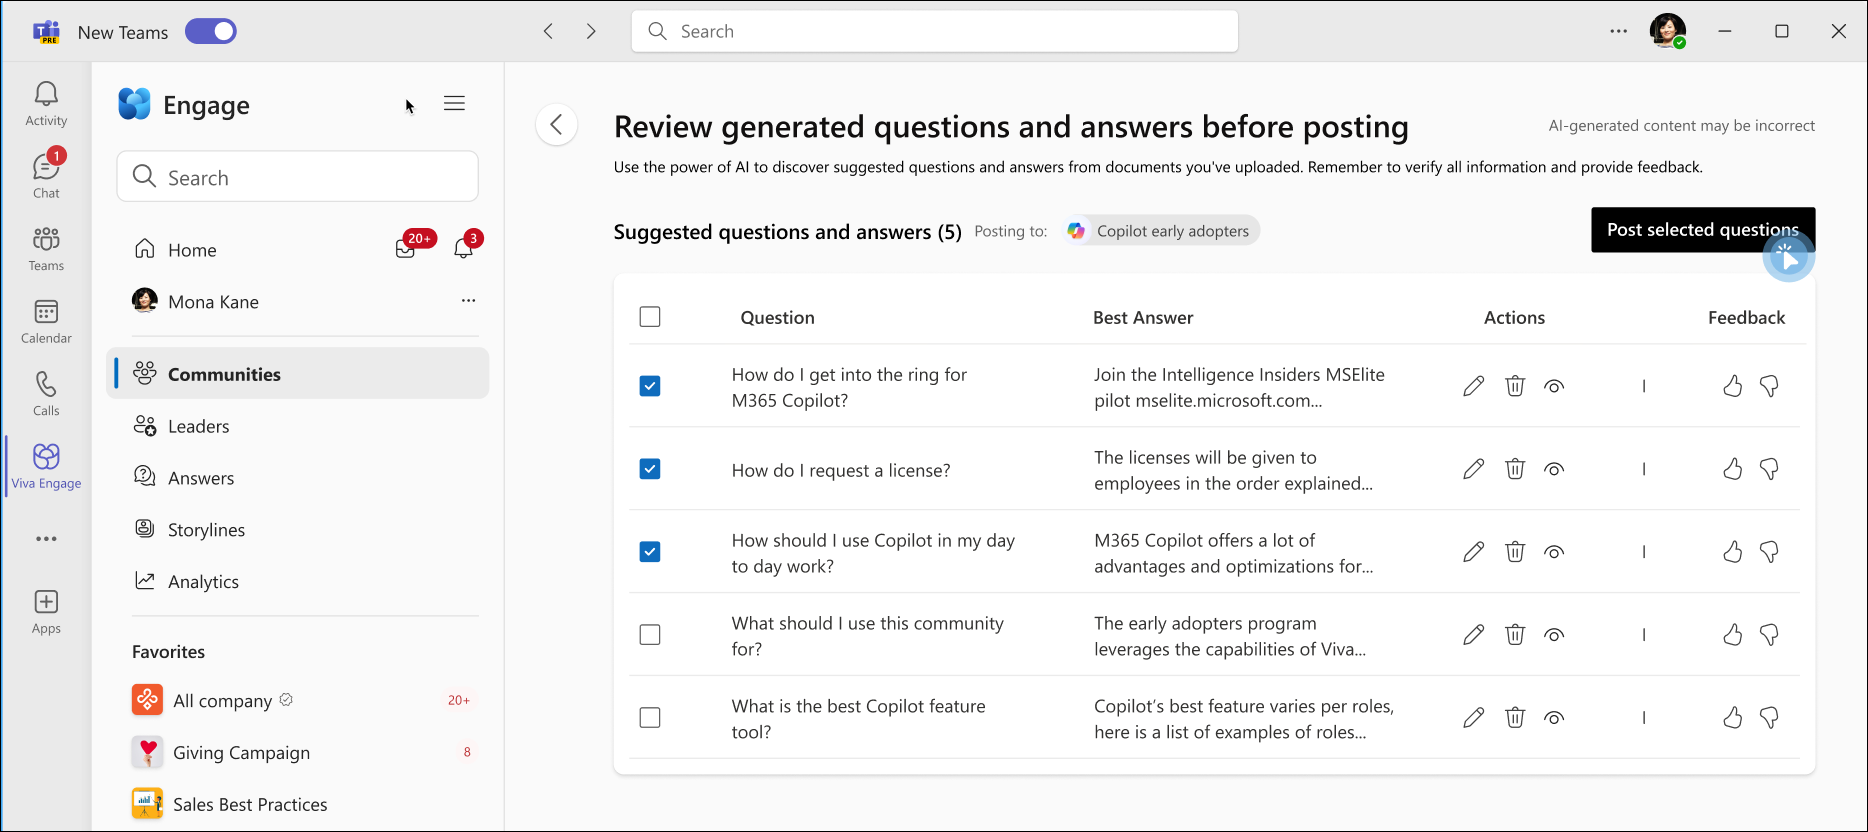 New Teams
Search
PRE
Activity
1
Chat
Teams
Calendar
Calls
Viva Engage
Apps
Engage
Search
Home
20+
3
Mona Kane
Communities
Leaders
Answers
Storylines
Analytics
Favorites
All company
20+
Giving Campaign
8
Sales Best Practices
Review generated questions and answers before posting
AI-generated content may be incorrect
Use the power of AI to discover suggested questions and answers from documents you've uploaded. Remember to verify all information and provide feedback.
Suggested questions and answers (5)
Posting to:
Copilot early adopters
Post selected questions
Question
Best Answer
Actions
Feedback
How do I get into the ring for
M365 Copilot?
Join the Intelligence Insiders MSElite
pilot mselite.microsoft.com...
How do I request a license?
The licenses will be given to
employees in the order explained...
How should I use Copilot in my day
to day work?
M365 Copilot offers a lot of
advantages and optimizations for...
What should I use this community
for?
The early adopters program
leverages the capabilities of Viva...
What is the best Copilot feature
tool?
Copilot’s best feature varies per roles,
here is a list of examples of roles...